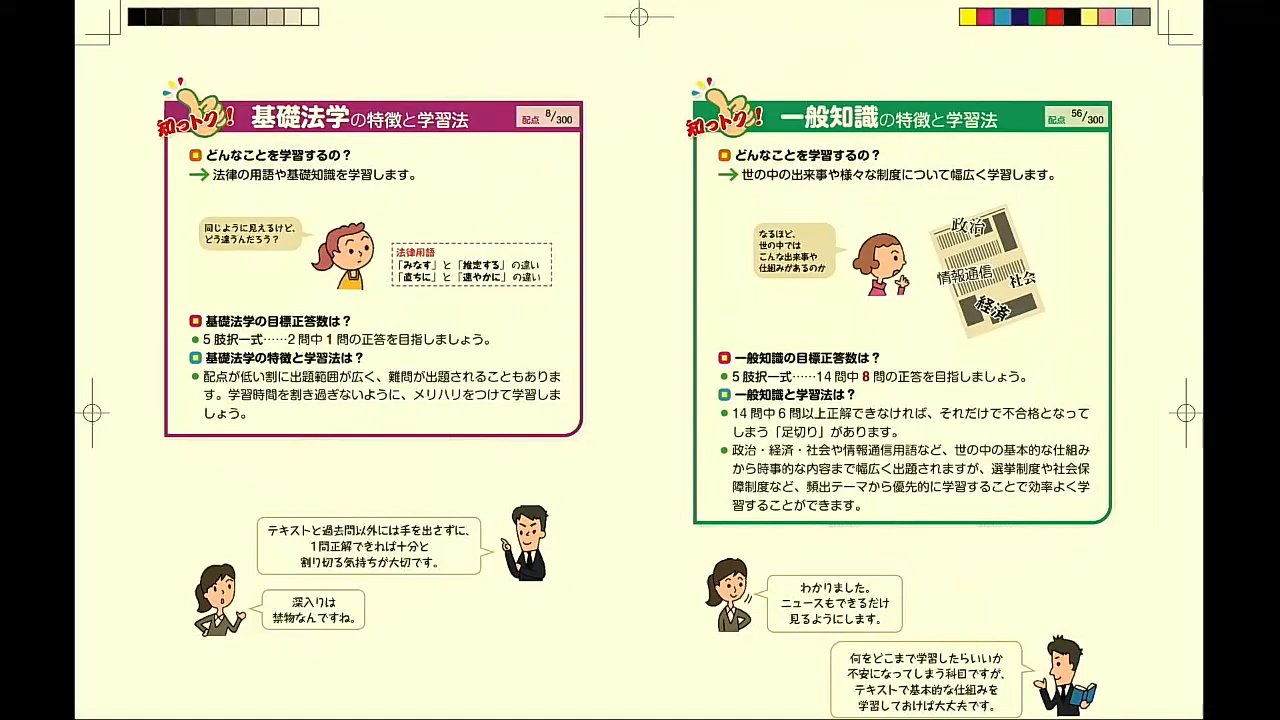 知っトク！ 基礎法学の特徴と学習法 配点 8/300
どんなことを学習するの？
法律の用語や基礎知識を学習します。
同じように見えるけど、
どう違うんだろう？
法律用語
「みなす」と「推定する」の違い
「直ちに」と「速やかに」の違い
基礎法学の目標正答数は？
5肢択一式……2問中1問の正答を目指しましょう。
基礎法学の特徴と学習法は？
配点が低い割に出題範囲が広く、難問が出題されることもありま
す。学習時間を割き過ぎないように、メリハリをつけて学習しま
しょう。
テキストと過去問以外には手を出さずに、
1問正解できれば十分と
割り切る気持ちが大切です。
深入りは
禁物なんですね。
知っトク！ 一般知識の特徴と学習法 配点 56/300
どんなことを学習するの？
世の中の出来事や様々な制度について幅広く学習します。
なるほど、
世の中では
こんな出来事や
仕組みがあるのか
政治
情報通信
社会
経済
一般知識の目標正答数は？
5肢択一式……14問中8問の正答を目指しましょう。
一般知識と学習法は？
14問中6問以上正解できなければ、それだけで不合格となって
しまう「足切り」があります。
政治・経済・社会や情報通信用語など、世の中の基本的な仕組み
から時事的な内容まで幅広く出題されますが、選挙制度や社会保
障制度など、頻出テーマから優先的に学習することで効率よく学
習することができます。
わかりました。
ニュースもできるだけ
見るようにします。
何をどこまで学習したらいいか
不安になってしまう科目ですが、
テキストで基本的な仕組みを
学習しておけば大丈夫です。